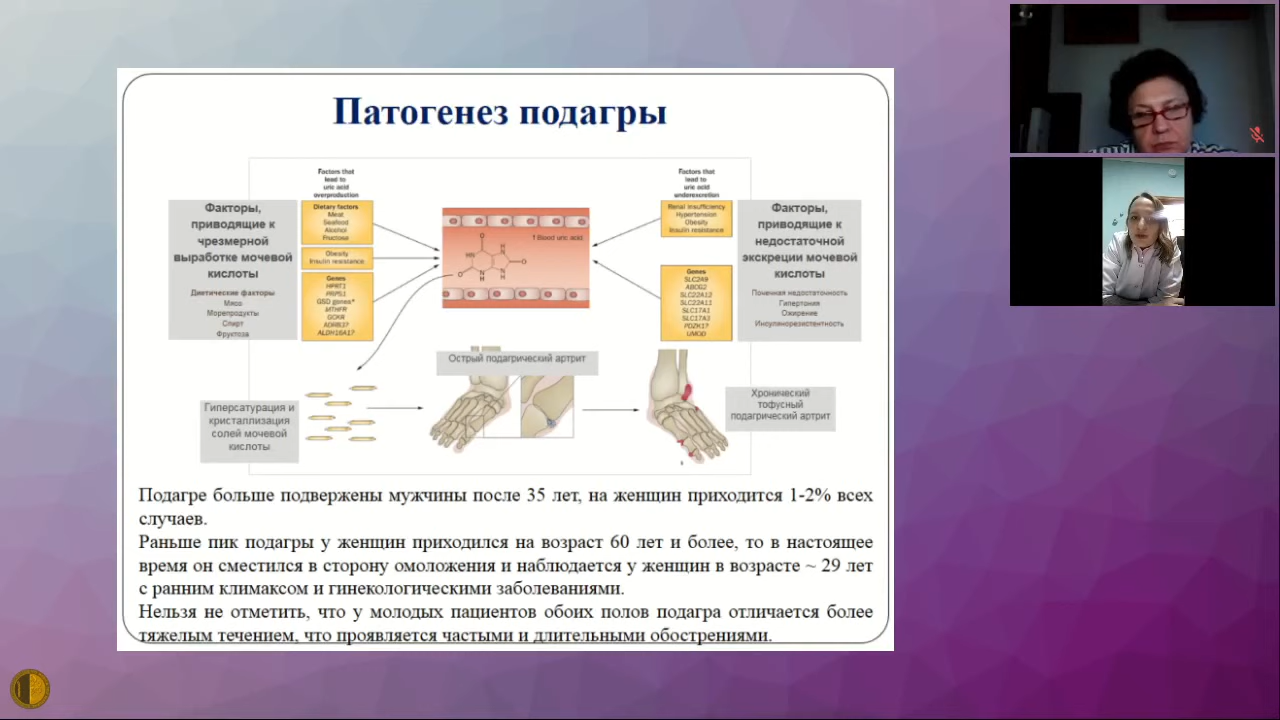 Патогенез подагры
Factors that
lead to
uric acid
overproduction
Factors that
lead to
uric acid
underexcretion
Факторы,
приводящие к
чрезмерной
выработке мочевой
кислоты
Диетические факторы
Мясо
Морепродукты
Спирт
Фруктоза
Dietary factors
Meat
Seafood
Alcohol
Fructose
Obesity
Insulin resistance
Genes
HPRT1
PRPS1
GSD genes*
MTHFR
GCKR
ADRB3?
ALDH16A1?
↑ Blood uric acid
O
H
N
O
N
H
N
H
N
H
O
Renal insufficiency
Hypertension
Obesity
Insulin resistance
Genes
SLC2A9
ABCG2
SLC22A12
SLC22A11
SLC17A1
SLC17A3
PDZK1?
UMOD
Факторы,
приводящие к
недостаточной
экскреции мочевой
кислоты
Почечная недостаточность
Гипертония
Ожирение
Инсулинорезистентность
Острый подагрический артрит
Гиперсатурация и
кристаллизация
солей мочевой
кислоты
Хронический
тофусный
подагрический артрит
Подагре больше подвержены мужчины после 35 лет, на женщин приходится 1-2% всех
случаев.
Раньше пик подагры у женщин приходился на возраст 60 лет и более, то в настоящее
время он сместился в сторону омоложения и наблюдается у женщин в возрасте ~ 29 лет
с ранним климаксом и гинекологическими заболеваниями.
Нельзя не отметить, что у молодых пациентов обоих полов подагра отличается более
тяжелым течением, что проявляется частыми и длительными обострениями.